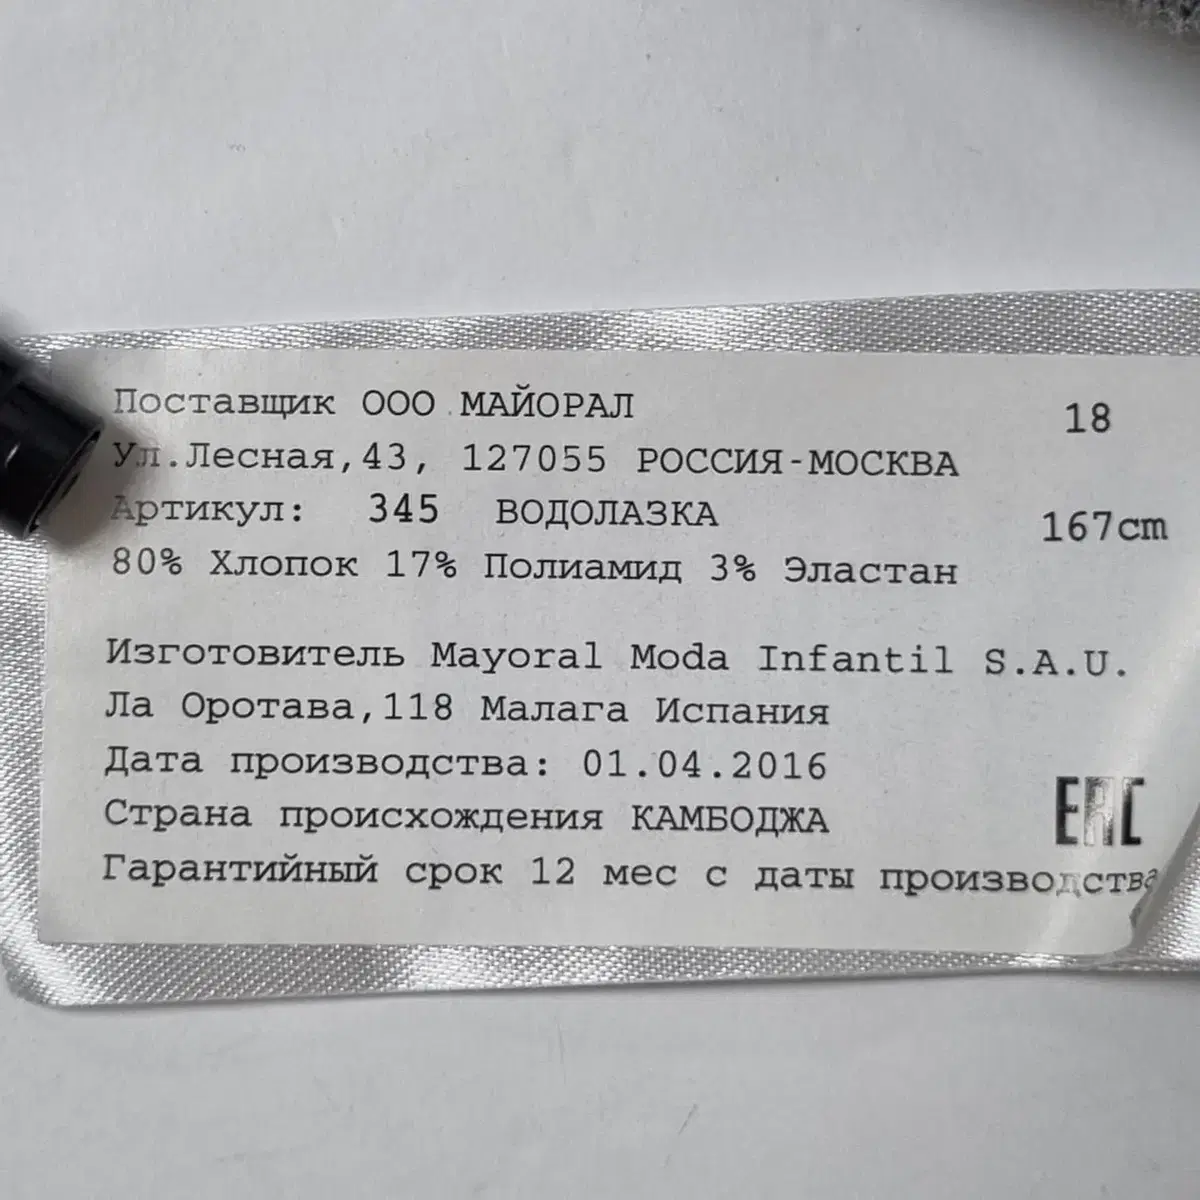 Поставщик ООО МАЙОРАЛ 18
Ул.Лесная,43, 127055 РОССИЯ-МОСКВА
Артикул: 345 ВОДОЛАЗКА 167cm
80% Хлопок 17% Полиамид 3% Эластан
Изготовитель Mayoral Moda Infantil S.A.U.
Ла Оротава,118 Малага Испания
Дата производства: 01.04.2016
Страна происхождения КАМБОДЖА EAC
Гарантийный срок 12 мес с даты производства